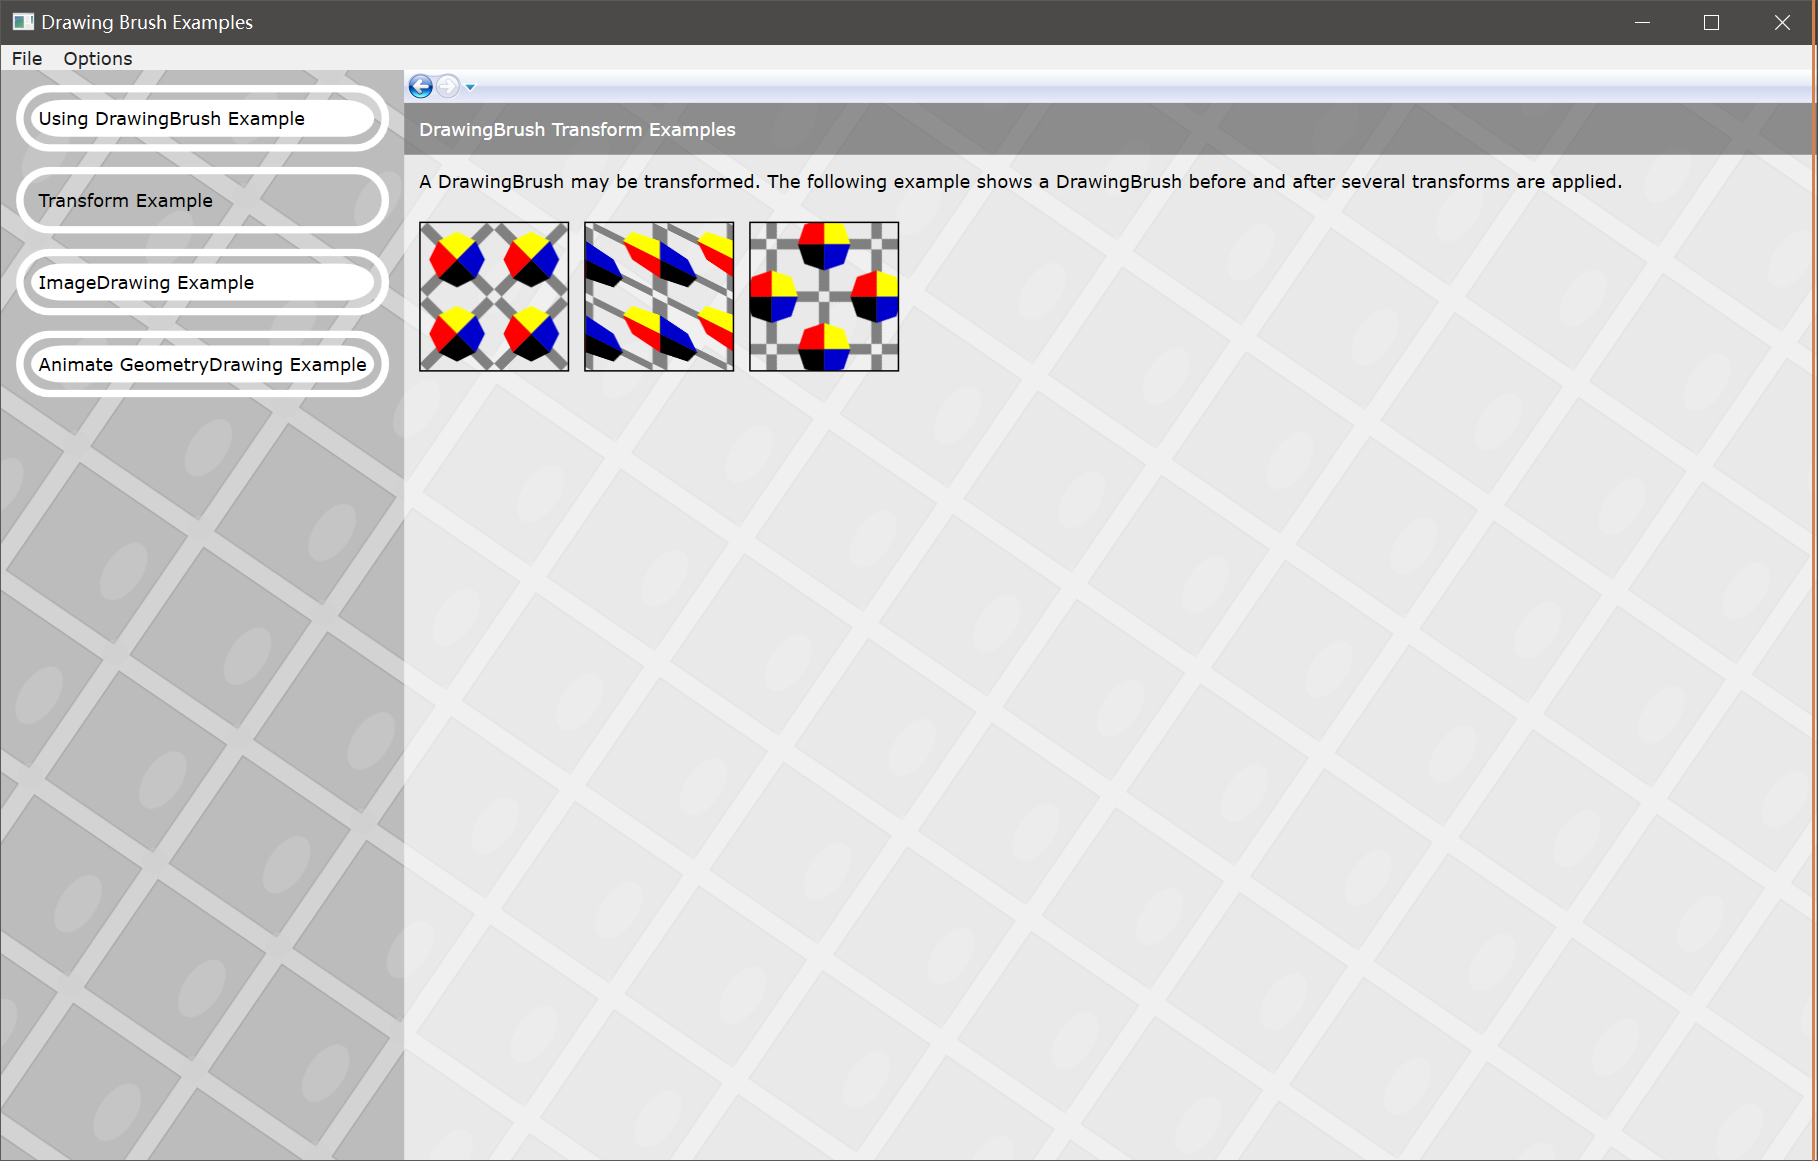 Drawing Brush Examples
File Options
Using DrawingBrush Example
Transform Example
ImageDrawing Example
Animate GeometryDrawing Example
DrawingBrush Transform Examples
A DrawingBrush may be transformed. The following example shows a DrawingBrush before and after several transforms are applied.